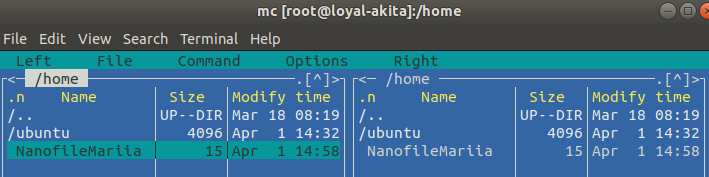 mc [root@loyal-akita]:/home
File Edit View Search Terminal Help
Left File Command Options Right
<─ /home ─.[^]> <─ /home ─.[^]>
.n Name Size Modify time .n Name Size Modify time
/.. UP--DIR Mar 18 08:19 /.. UP--DIR Mar 18 08:19
/ubuntu 4096 Apr 1 14:32 /ubuntu 4096 Apr 1 14:32
NanofileMariia 15 Apr 1 14:58 NanofileMariia 15 Apr 1 14:58